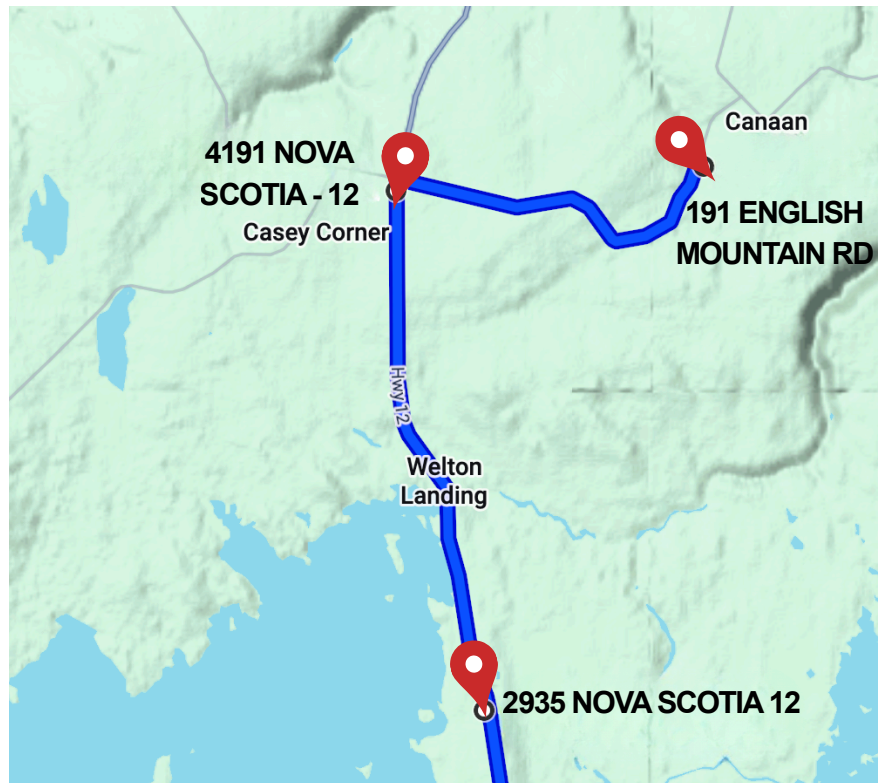 Canaan
4191 NOVA
SCOTIA - 12
Casey Corner
191 ENGLISH
MOUNTAIN RD
Hwy 12
Welton
Landing
2935 NOVA SCOTIA 12